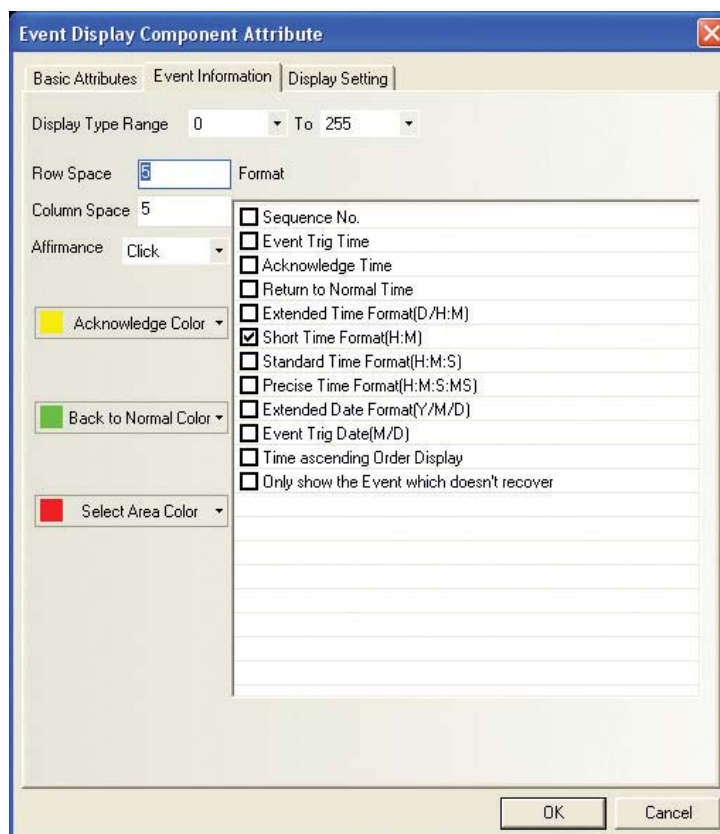 Event Display Component Attribute
Basic Attributes Event Information Display Setting
Display Type Range 0 To 255
Row Space 5 Format
Column Space 5
Affirmance Click
Acknowledge Color
Back to Normal Color
Select Area Color
Sequence No.
Event Trig Time
Acknowledge Time
Return to Normal Time
Extended Time Format(D/H:M)
Short Time Format(H:M)
Standard Time Format(H:M:S)
Precise Time Format(H:M:S:MS)
Extended Date Format(Y/M/D)
Event Trig Date(M/D)
Time ascending Order Display
Only show the Event which doesn't recover
OK Cancel